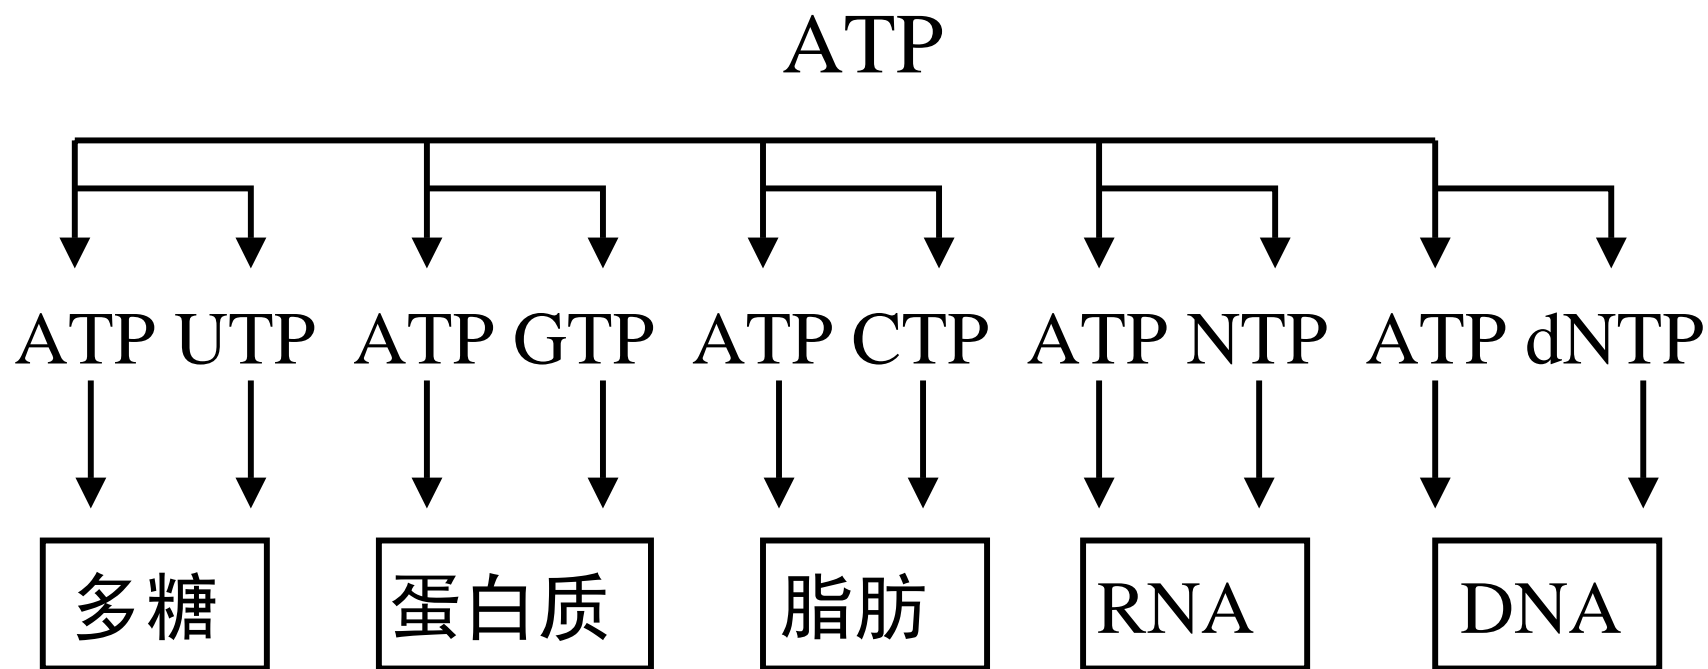 ATP
ATP UTP ATP GTP ATP CTP ATP NTP ATP dNTP
多糖 蛋白质 脂肪 RNA DNA